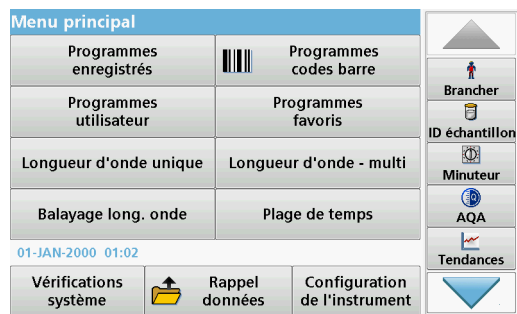 Menu principal
Programmes
enregistrés
Programmes
codes barre
Programmes
utilisateur
Programmes
favoris
Longueur d'onde unique
Longueur d'onde - multi
Balayage long. onde
Plage de temps
01-JAN-2000 01:02
Vérifications
système
Rappel
données
Configuration
de l'instrument
Brancher
ID échantillon
Minuteur
AQA
Tendances